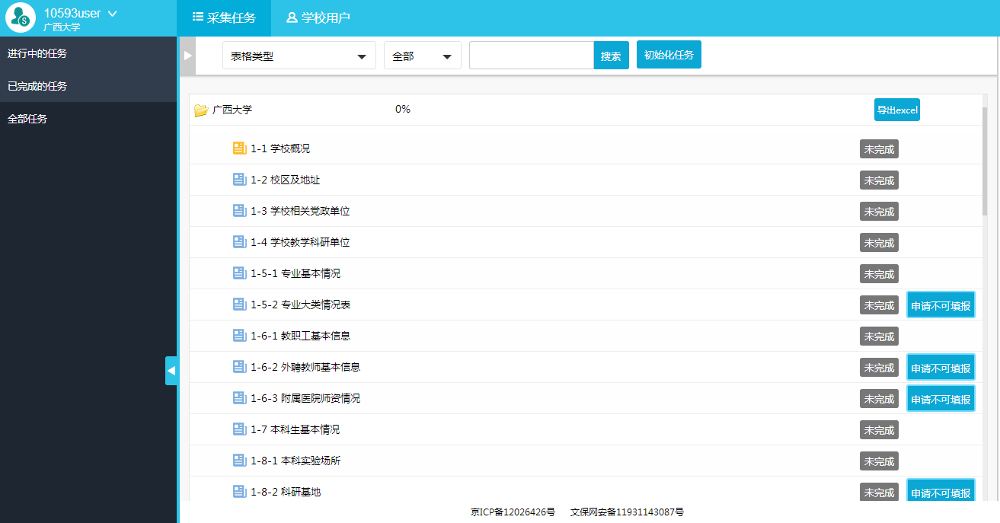 10593user
广西大学
采集任务
学校用户
进行中的任务
已完成的任务
全部任务
表格类型
全部
搜索
初始化任务
广西大学 0% 导出excel
1-1 学校概况 未完成
1-2 校区及地址 未完成
1-3 学校相关党政单位 未完成
1-4 学校教学科研单位 未完成
1-5-1 专业基本情况 未完成
1-5-2 专业大类情况表 未完成 申请不可填报
1-6-1 教职工基本信息 未完成
1-6-2 外聘教师基本信息 未完成 申请不可填报
1-6-3 附属医院师资情况 未完成 申请不可填报
1-7 本科生基本情况 未完成
1-8-1 本科实验场所 未完成
1-8-2 科研基地 未完成 申请不可填报
京ICP备12026426号 文保网安备11931143087号